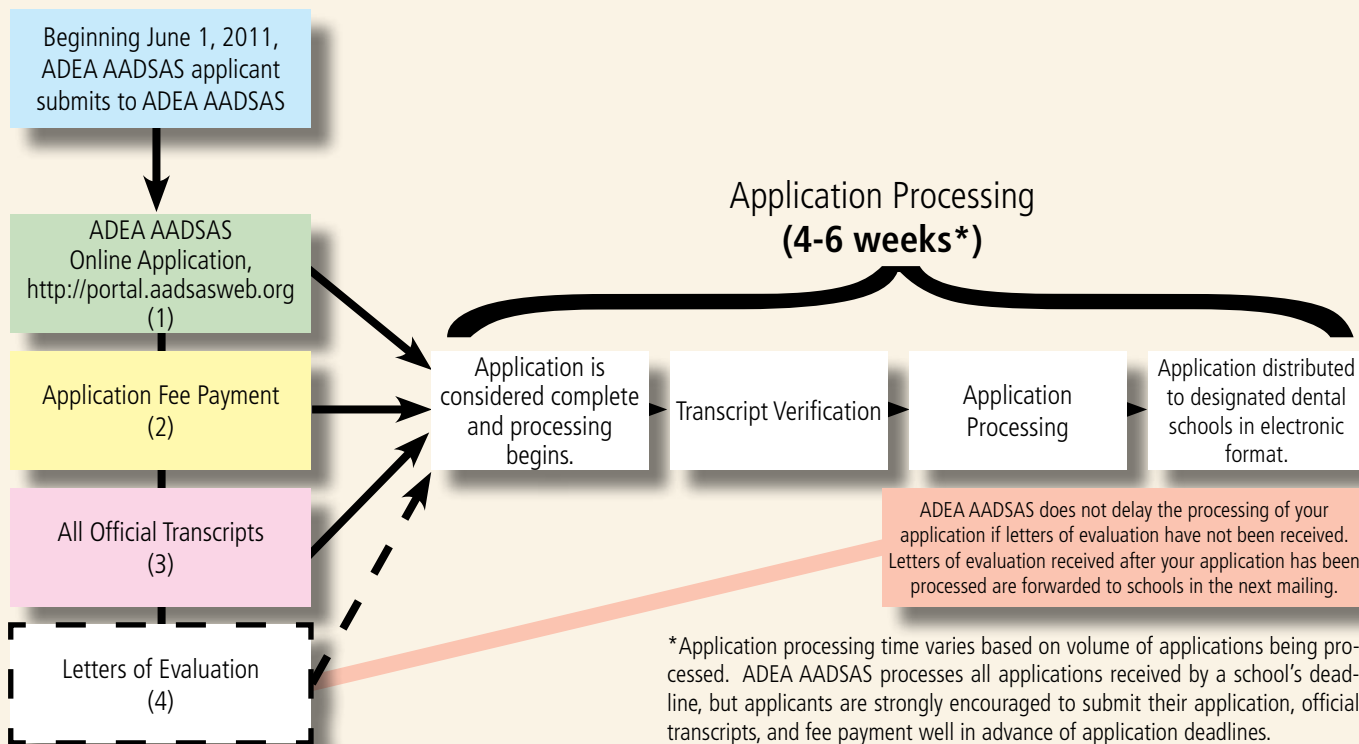 Beginning June 1, 2011,
ADEA AADSAS applicant
submits to ADEA AADSAS
ADEA AADSAS
Online Application,
http://portal.aadsasweb.org
(1)
Application Fee Payment
(2)
All Official Transcripts
(3)
Letters of Evaluation
(4)
Application Processing
(4-6 weeks*)
Application is
considered complete
and processing
begins.
Transcript Verification
Application
Processing
Application distributed
to designated dental
schools in electronic
format.
ADEA AADSAS does not delay the processing of your
application if letters of evaluation have not been received.
Letters of evaluation received after your application has been
processed are forwarded to schools in the next mailing.
*Application processing time varies based on volume of applications being pro-
cessed. ADEA AADSAS processes all applications received by a school’s dead-
line, but applicants are strongly encouraged to submit their application, official
transcripts, and fee payment well in advance of application deadlines.